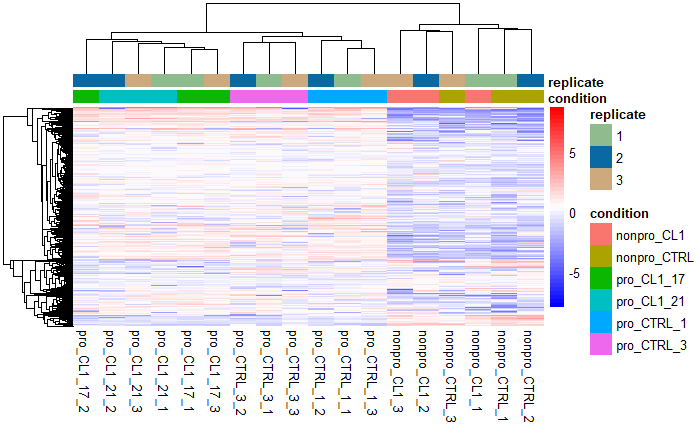 replicate
condition
replicate
1
2
3
5
0
-5
condition
nonpro_CL1
nonpro_CTRL
pro_CL1_17
pro_CL1_21
pro_CTRL_1
pro_CTRL_3
pro_CL1_17_2
pro_CL1_21_2
pro_CL1_21_3
pro_CL1_21_1
pro_CL1_17_1
pro_CL1_17_3
pro_CTRL_3_2
pro_CTRL_3_1
pro_CTRL_3_3
pro_CTRL_1_2
pro_CTRL_1_1
pro_CTRL_1_3
nonpro_CL1_3
nonpro_CL1_2
nonpro_CTRL_3
nonpro_CL1_1
nonpro_CTRL_1
nonpro_CTRL_2